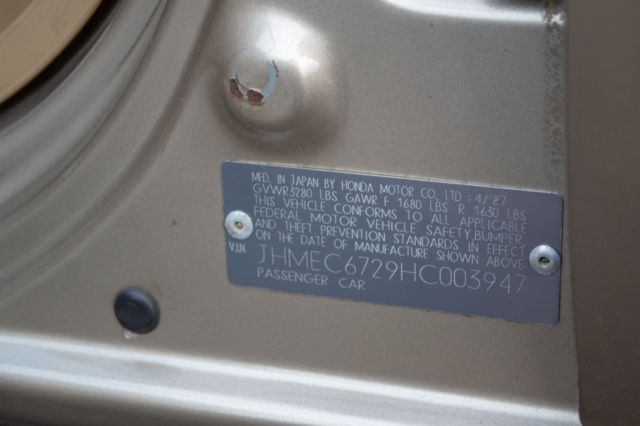 MFD. IN JAPAN BY HONDA MOTOR CO., LTD.:4/'87
GVWR3280 LBS GAWR F 1680 LBS R 1630 LBS
THIS VEHICLE CONFORMS TO ALL APPLICABLE
FEDERAL MOTOR VEHICLE SAFETY,BUMPER
AND THEFT PREVENTION STANDARDS IN EFFECT
ON THE DATE OF MANUFACTURE SHOWN ABOVE
V.I.N. JHMEC6729HC003947
PASSENGER CAR